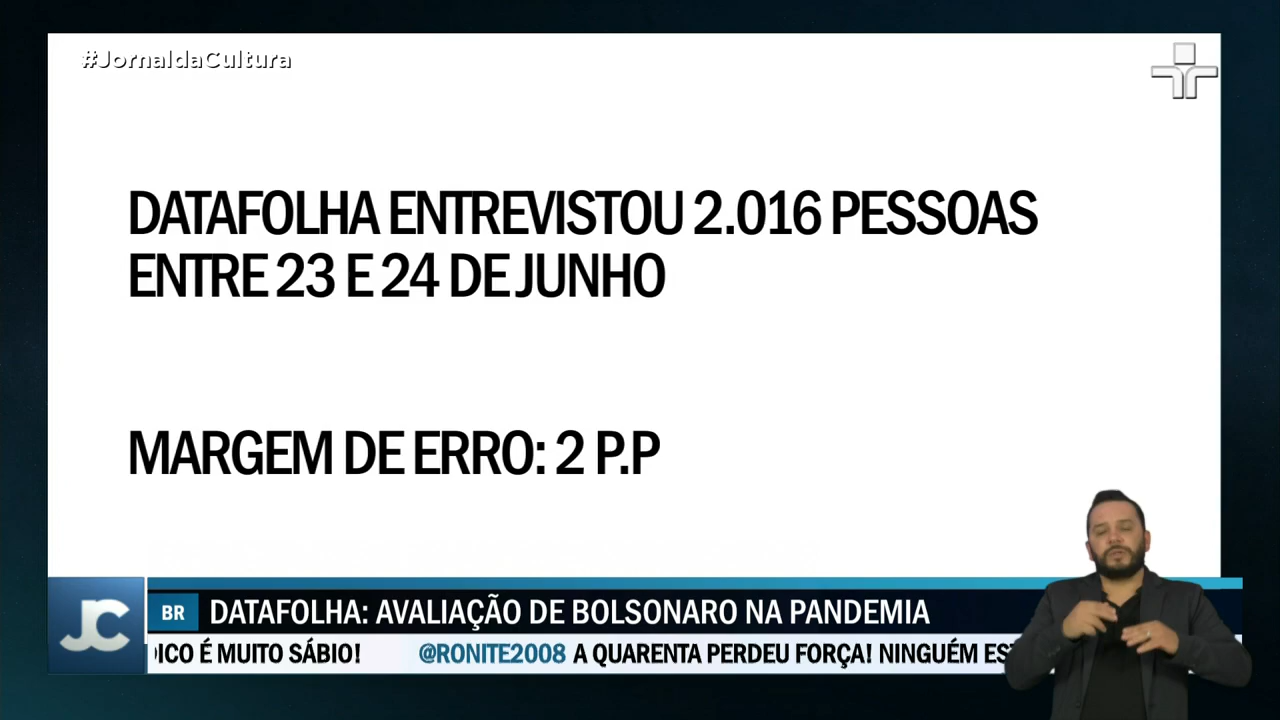 #JornaldaCultura
DATAFOLHA ENTREVISTOU 2.016 PESSOAS
ENTRE 23 E 24 DE JUNHO
MARGEM DE ERRO: 2 P.P
JC
BR
DATAFOLHA: AVALIAÇÃO DE BOLSONARO NA PANDEMIA
É MUITO SÁBIO! @RONITE2008 A QUARENTA PERDEU FORÇA! NINGUÉM